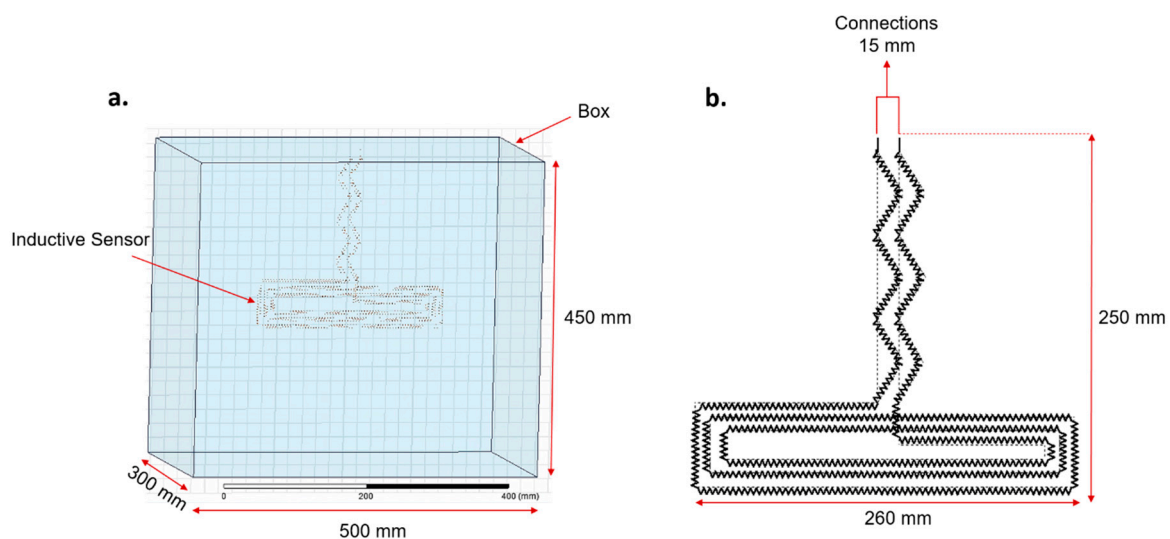 a.
Box
Inductive Sensor
450 mm
300 mm
0
200
400 (mm)
500 mm
Connections
15 mm
b.
250 mm
260 mm